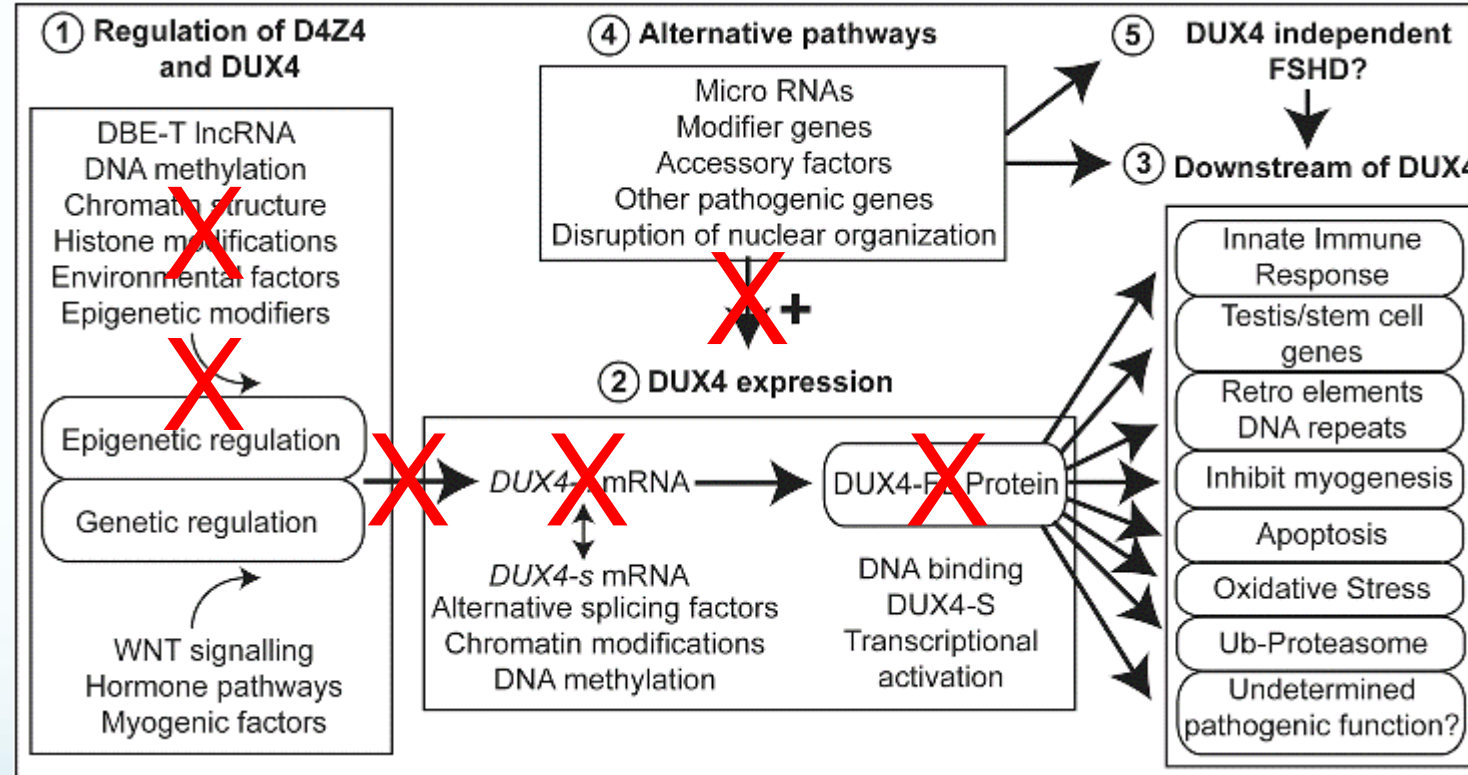 1 Regulation of D4Z4
and DUX4
DBE-T lncRNA
DNA methylation
Chromatin structure
Histone modifications
Environmental factors
Epigenetic modifiers
Epigenetic regulation
Genetic regulation
WNT signalling
Hormone pathways
Myogenic factors
4 Alternative pathways
Micro RNAs
Modifier genes
Accessory factors
Other pathogenic genes
Disruption of nuclear organization
+
2 DUX4 expression
DUX4- mRNA
DUX4-s mRNA
Alternative splicing factors
Chromatin modifications
DNA methylation
DUX4-FL Protein
DNA binding
DUX4-S
Transcriptional
activation
5 DUX4 independent
FSHD?
3 Downstream of DUX4
Innate Immune
Response
Testis/stem cell
genes
Retro elements
DNA repeats
Inhibit myogenesis
Apoptosis
Oxidative Stress
Ub-Proteasome
Undetermined
pathogenic function?